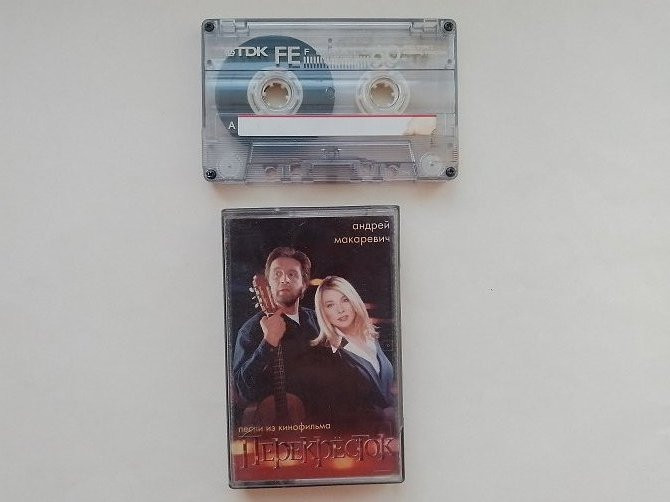 TDK FE F
A
андрей
макаревич
песни из кинофильма
Перекрёсток